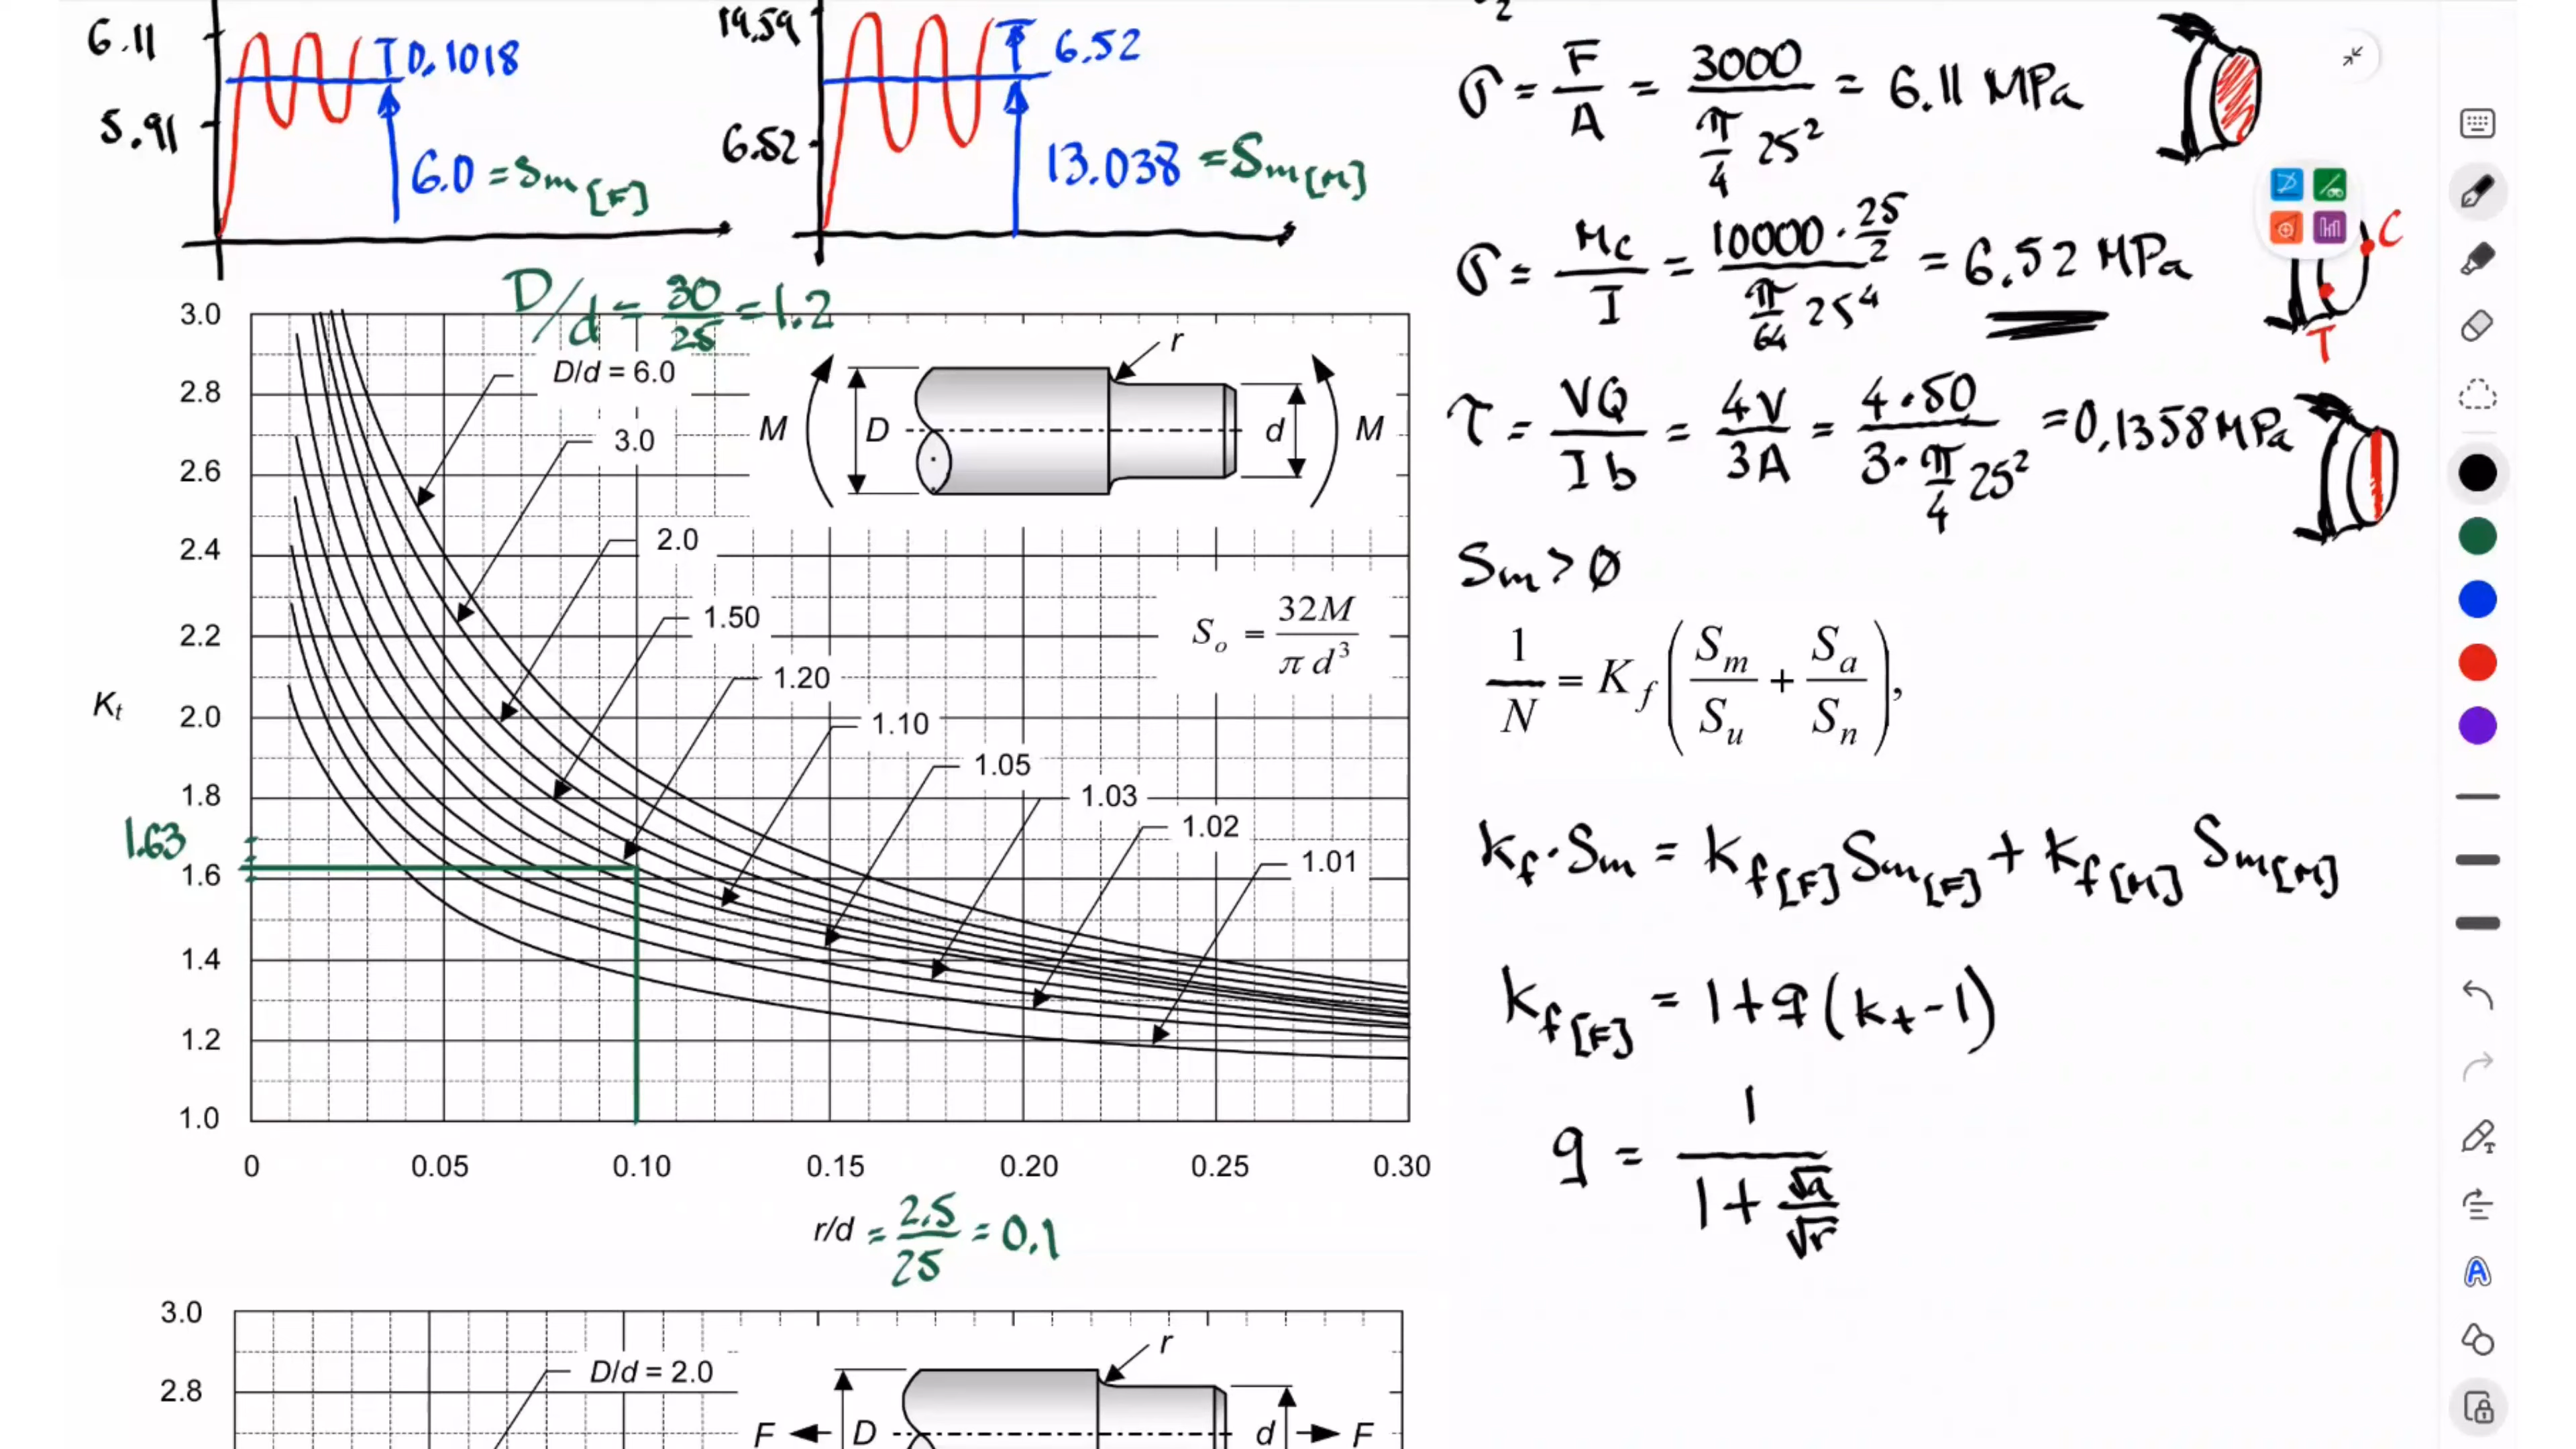 6.11
5.91
T 0.1018
6.0 = Sm[F]
19.59
6.52
6.52
13.038 = Sm[M]
D/d = 30/25 = 1.2
3.0
2.8
2.6
2.4
2.2
2.0
1.8
1.6
1.4
1.2
1.0
Kt
1.63
D/d = 6.0
3.0
2.0
1.50
1.20
1.10
1.05
1.03
1.02
1.01
M
D
r
d
M
So = 32M/πd³
0
0.05
0.10
0.15
0.20
0.25
0.30
r/d = 2.5/25 = 0.1
3.0
2.8
D/d = 2.0
r
F
D
d
F
2
σ = F/A = 3000/(π/4 25²) = 6.11 MPa
σ = Mc/I = 10000·25/2/(π/64 25⁴) = 6.52 MPa
C
T
τ = VQ/Ib = 4V/3A = 4·50/(3·π/4 25²) = 0.1358 MPa
Sm > ∅
1/N = Kf(Sm/Su + Sa/Sn),
kf·Sm = kf[F] Sm[F] + kf[M] Sm[M]
kf[F] = 1+q(kt-1)
q = 1/(1+√a/√r)
A